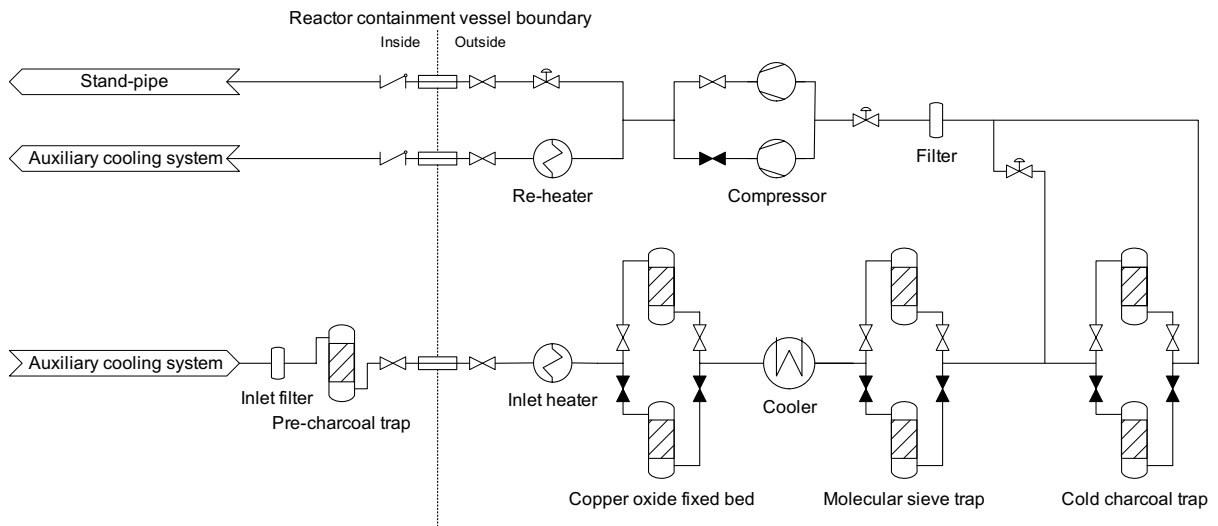 Reactor containment vessel boundary
Inside
Outside
Stand-pipe
Auxiliary cooling system
Re-heater
Compressor
Filter
Auxiliary cooling system
Inlet filter
Pre-charcoal trap
Inlet heater
Cooler
Copper oxide fixed bed
Molecular sieve trap
Cold charcoal trap